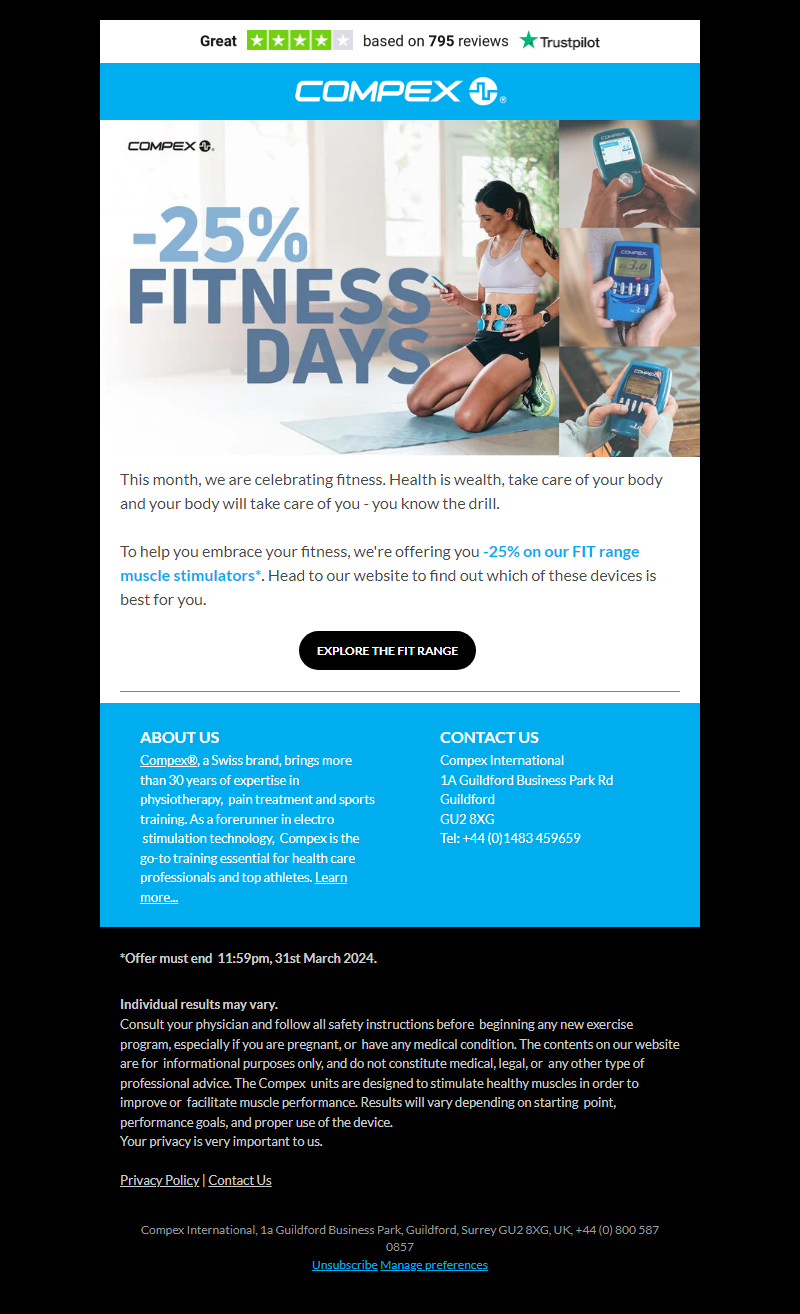 Great based on 795 reviews Trustpilot
COMPEX ®
COMPEX ®
-25%
FITNESS
DAYS
COMPEX
COMPEX
3.0
COMPEX
This month, we are celebrating fitness. Health is wealth, take care of your body
and your body will take care of you - you know the drill.
To help you embrace your fitness, we're offering you -25% on our FIT range
muscle stimulators*. Head to our website to find out which of these devices is
best for you.
EXPLORE THE FIT RANGE
ABOUT US
Compex®, a Swiss brand, brings more
than 30 years of expertise in
physiotherapy, pain treatment and sports
training. As a forerunner in electro
stimulation technology, Compex is the
go-to training essential for health care
professionals and top athletes. Learn
more...
CONTACT US
Compex International
1A Guildford Business Park Rd
Guildford
GU2 8XG
Tel: +44 (0)1483 459659
*Offer must end 11:59pm, 31st March 2024.
Individual results may vary.
Consult your physician and follow all safety instructions before beginning any new exercise
program, especially if you are pregnant, or have any medical condition. The contents on our website
are for informational purposes only, and do not constitute medical, legal, or any other type of
professional advice. The Compex units are designed to stimulate healthy muscles in order to
improve or facilitate muscle performance. Results will vary depending on starting point,
performance goals, and proper use of the device.
Your privacy is very important to us.
Privacy Policy | Contact Us
Compex International, 1a Guildford Business Park, Guildford, Surrey GU2 8XG, UK, +44 (0) 800 587
0857
Unsubscribe Manage preferences